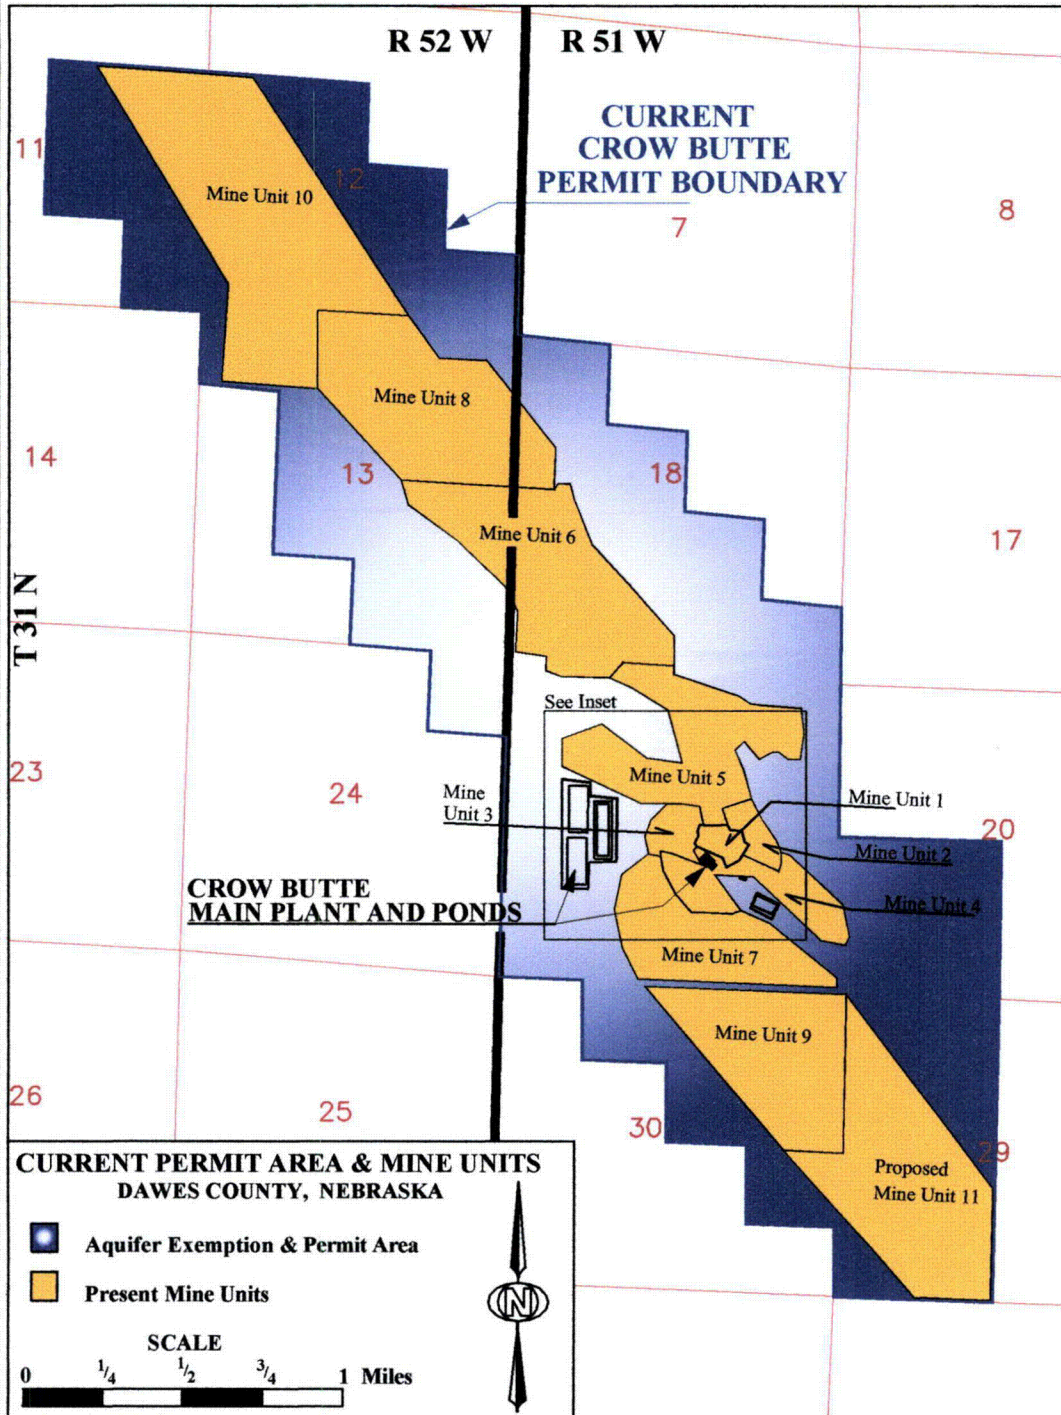 R 52 W
R 51 W
CURRENT
CROW BUTTE
PERMIT BOUNDARY
11
12
Mine Unit 10
7
8
Mine Unit 8
14
13
18
Mine Unit 6
17
T 31 N
See Inset
23
24
Mine Unit 5
Mine
Unit 3
Mine Unit 1
20
Mine Unit 2
CROW BUTTE
MAIN PLANT AND PONDS
Mine Unit 4
Mine Unit 7
Mine Unit 9
26
25
30
29
Proposed
Mine Unit 11
CURRENT PERMIT AREA & MINE UNITS
DAWES COUNTY, NEBRASKA
Aquifer Exemption & Permit Area
Present Mine Units
N
SCALE
0 1/4 1/2 3/4 1 Miles